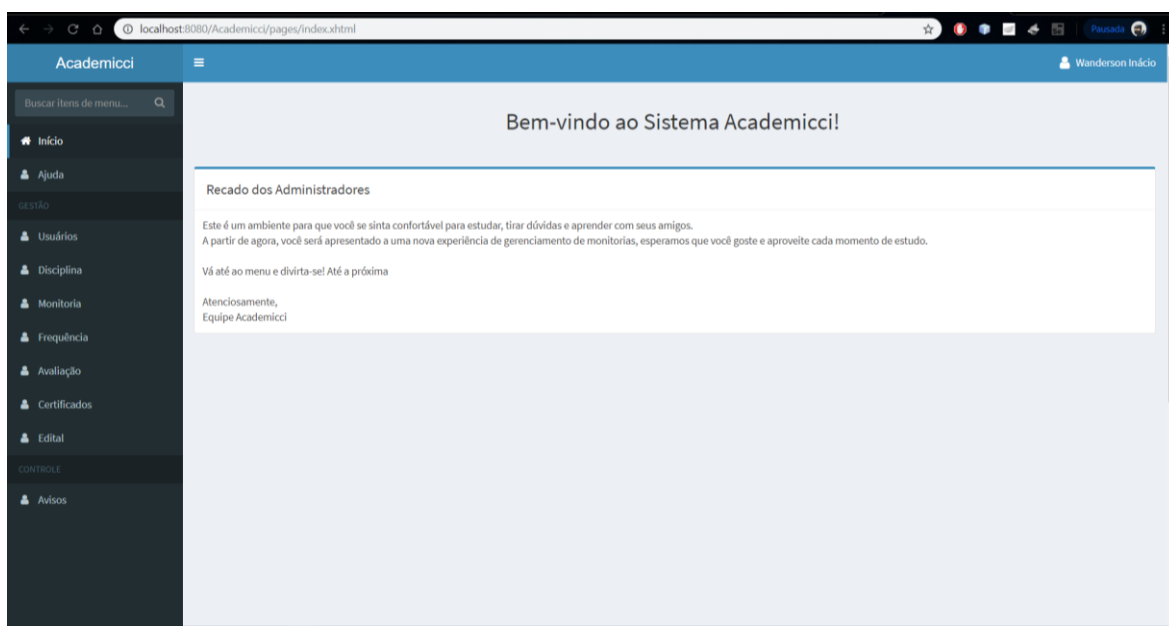 localhost:8080/Academicci/pages/index.xhtml
Pausada
Academicci
Wanderson Inácio
Buscar itens de menu...
Início
Ajuda
GESTÃO
Usuários
Disciplina
Monitoria
Frequência
Avaliação
Certificados
Edital
CONTROLE
Avisos
Bem-vindo ao Sistema Academicci!
Recado dos Administradores
Este é um ambiente para que você se sinta confortável para estudar, tirar dúvidas e aprender com seus amigos.
A partir de agora, você será apresentado a uma nova experiência de gerenciamento de monitorias, esperamos que você goste e aproveite cada momento de estudo.
Vá até ao menu e divirta-se! Até a próxima
Atenciosamente,
Equipe Academicci